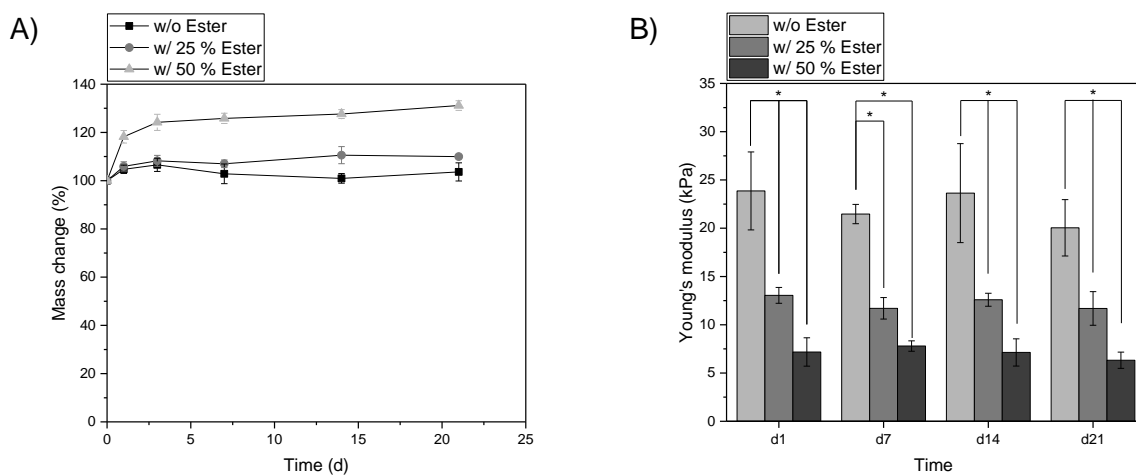 A)
w/o Ester
w/ 25 % Ester
w/ 50 % Ester
140
120
100
80
60
40
20
0
Mass change (%)
0 5 10 15 20 25
Time (d)
B)
w/o Ester
w/ 25 % Ester
w/ 50 % Ester
35
30
25
20
15
10
5
0
Young's modulus (kPa)
* * * * *
d1 d7 d14 d21
Time